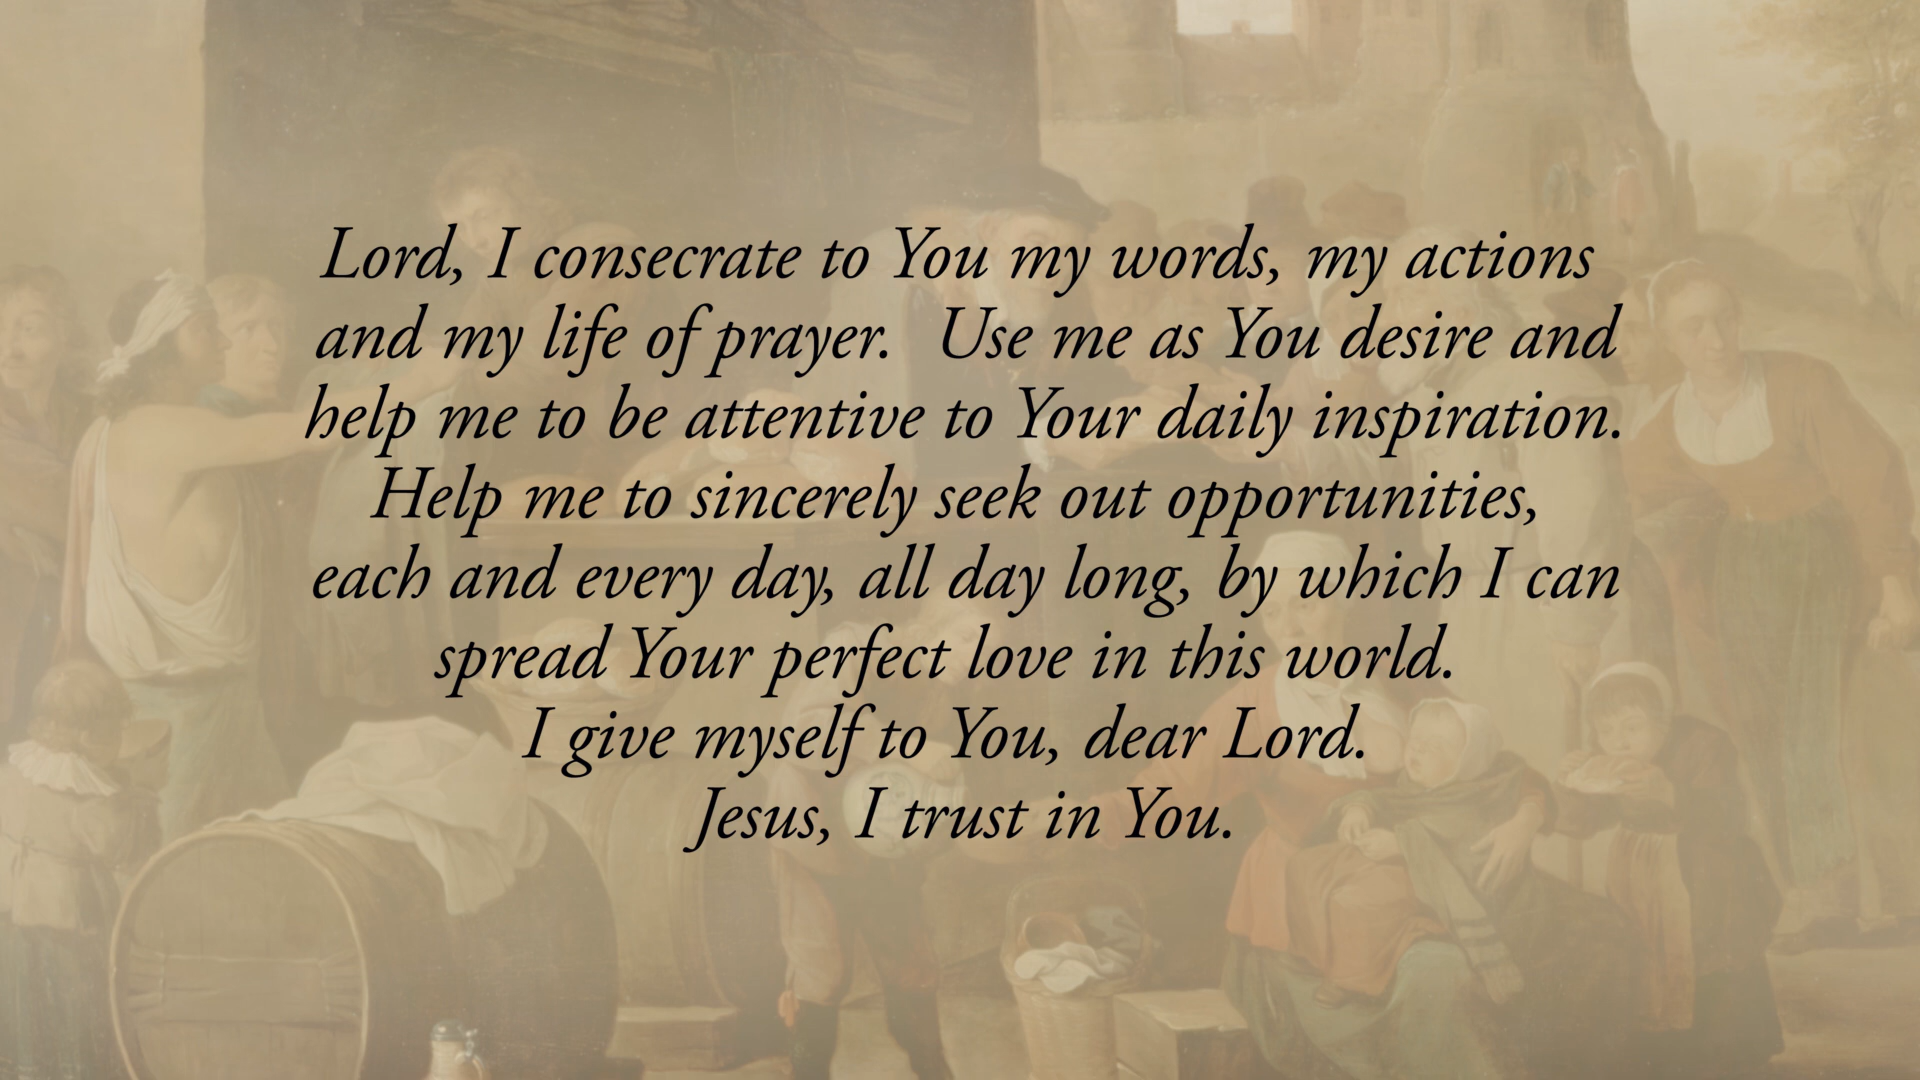 Lord, I consecrate to You my words, my actions
and my life of prayer.  Use me as You desire and
help me to be attentive to Your daily inspiration.
Help me to sincerely seek out opportunities,
each and every day, all day long, by which I can
spread Your perfect love in this world.
I give myself to You, dear Lord.
Jesus, I trust in You.